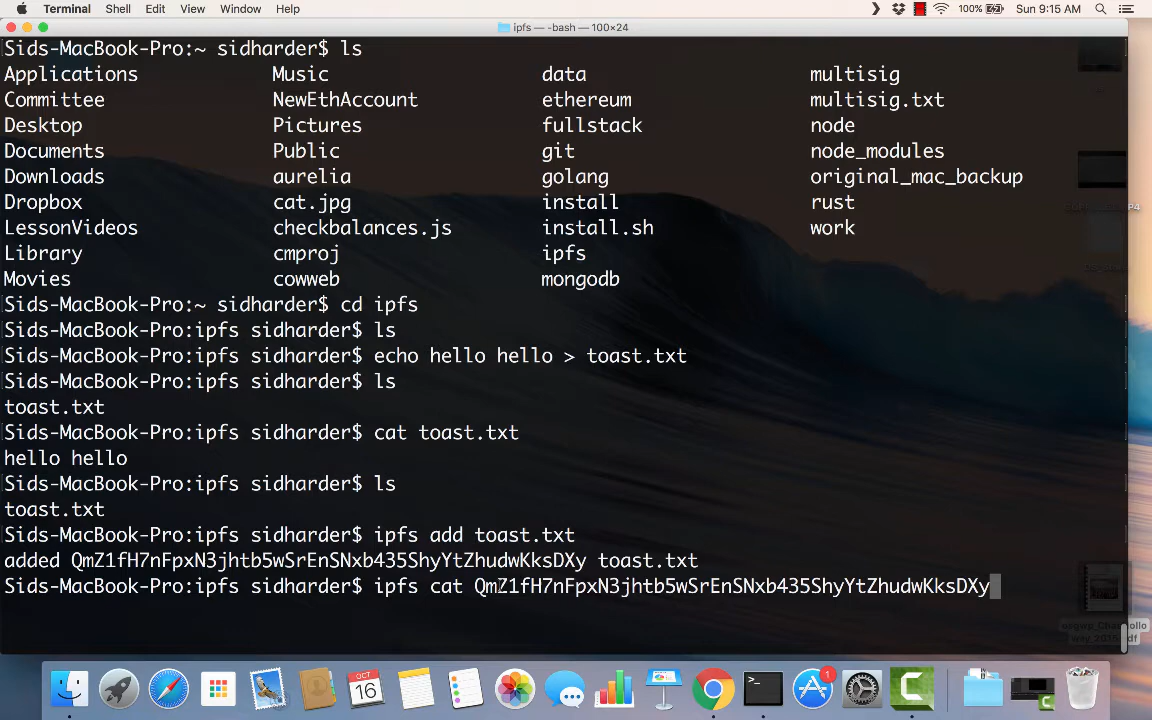 Terminal Shell Edit View Window Help 100% Sun 9:15 AM
ipfs — -bash — 100×24
Sids-MacBook-Pro:~ sidharder$ ls
Applications Music data multisig
Committee NewEthAccount ethereum multisig.txt
Desktop Pictures fullstack node
Documents Public git node_modules
Downloads aurelia golang original_mac_backup
Dropbox cat.jpg install rust
LessonVideos checkbalances.js install.sh work
Library cmproj ipfs
Movies cowweb mongodb
Sids-MacBook-Pro:~ sidharder$ cd ipfs
Sids-MacBook-Pro:ipfs sidharder$ ls
Sids-MacBook-Pro:ipfs sidharder$ echo hello hello > toast.txt
Sids-MacBook-Pro:ipfs sidharder$ ls
toast.txt
Sids-MacBook-Pro:ipfs sidharder$ cat toast.txt
hello hello
Sids-MacBook-Pro:ipfs sidharder$ ls
toast.txt
Sids-MacBook-Pro:ipfs sidharder$ ipfs add toast.txt
added QmZ1fH7nFpxN3jhtb5wSrEnSNxb435ShyYtZhudwKksDXy toast.txt
Sids-MacBook-Pro:ipfs sidharder$ ipfs cat QmZ1fH7nFpxN3jhtb5wSrEnSNxb435ShyYtZhudwKksDXy
OCT
16
1